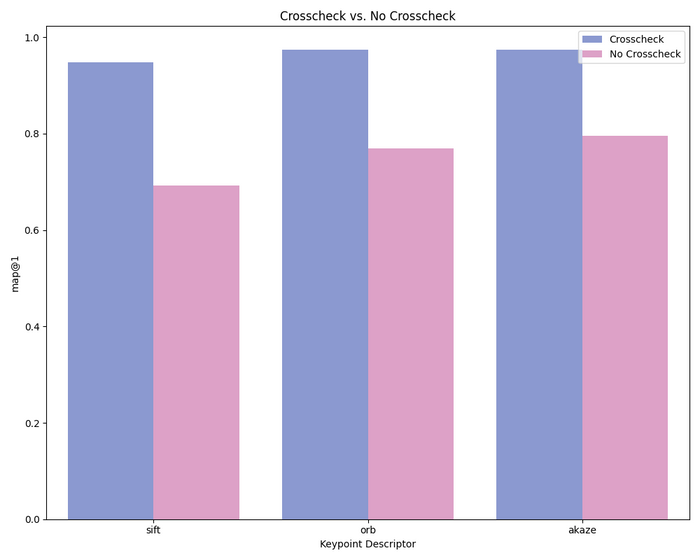 Crosscheck vs. No Crosscheck
Crosscheck
No Crosscheck
1.0
0.8
0.6
0.4
0.2
0.0
map@1
sift
orb
akaze
Keypoint Descriptor